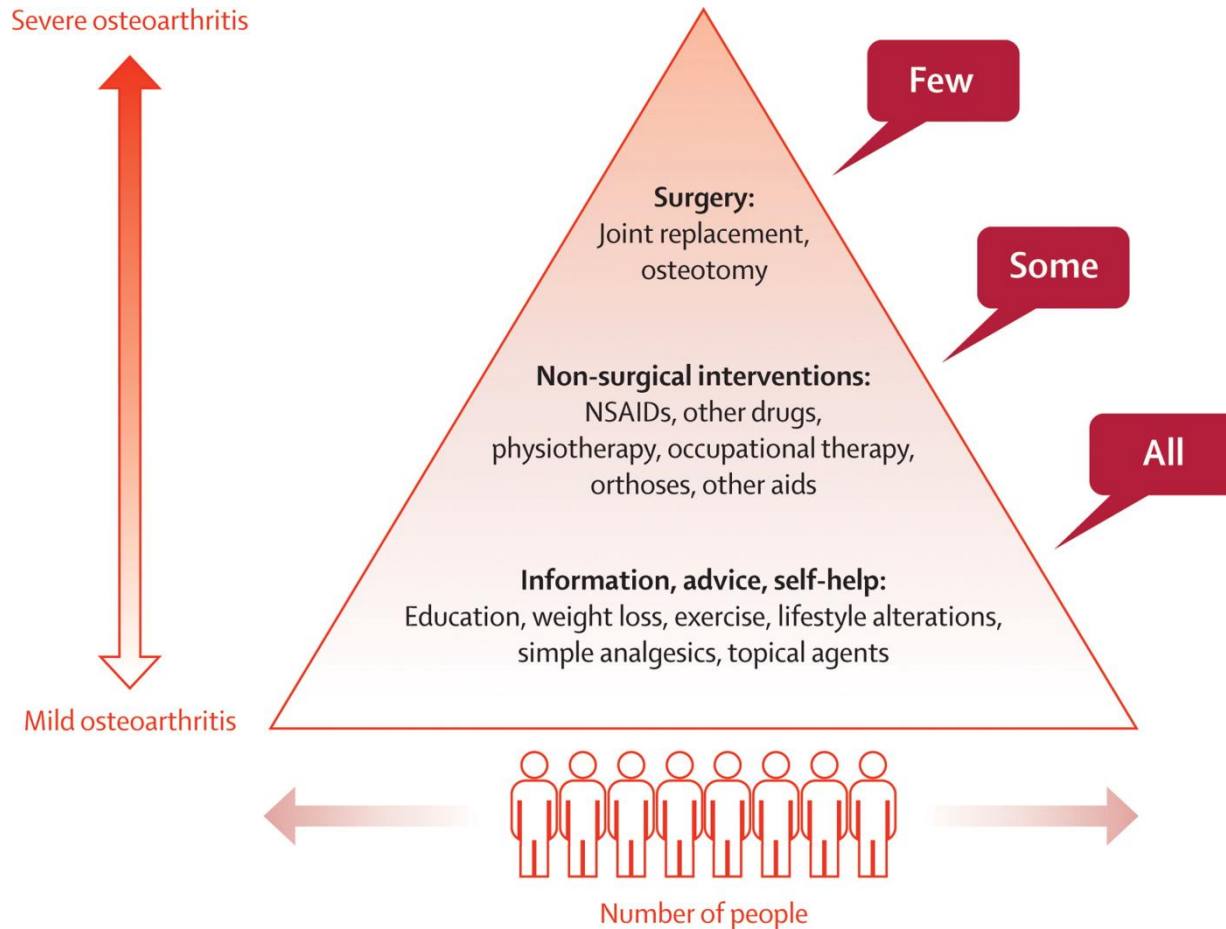 Severe osteoarthritis
Few
Surgery:
Joint replacement,
osteotomy
Some
Non-surgical interventions:
NSAIDs, other drugs,
physiotherapy, occupational therapy,
orthoses, other aids
All
Information, advice, self-help:
Education, weight loss, exercise, lifestyle alterations,
simple analgesics, topical agents
Mild osteoarthritis
Number of people